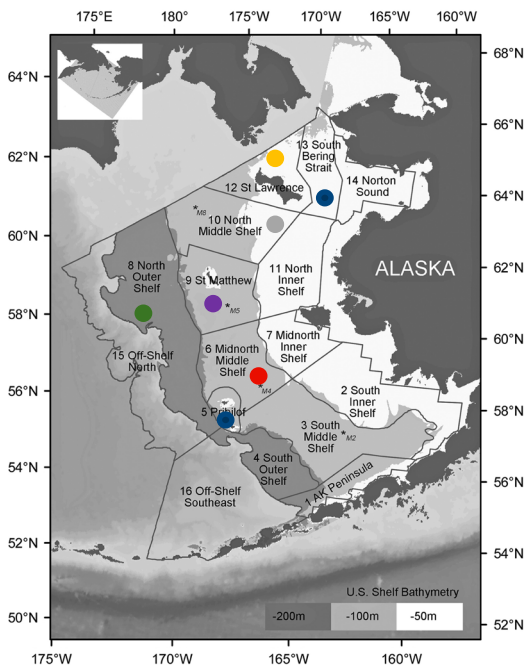 175°E 180° 175°W 170°W 165°W 160°W
64°N
68°N
66°N
62°N
13 South
Bering
Strait
12 St Lawrence
14 Norton
Sound
64°N
M8
10 North
Middle Shelf
60°N
8 North
Outer
Shelf
9 St Matthew
11 North
Inner
Shelf
ALASKA
62°N
M5
58°N
7 Midnorth
Inner
Shelf
60°N
6 Midnorth
Middle
Shelf
15 Off-Shelf
North
M4
56°N
2 South
Inner
Shelf
58°N
5 Pribilof
3 South
Middle
Shelf
M2
54°N
4 South
Outer
Shelf
1 AK Peninsula
56°N
16 Off-Shelf
Southeast
52°N
54°N
U.S. Shelf Bathymetry
-200m -100m -50m
50°N
52°N
175°W 170°W 165°W 160°W